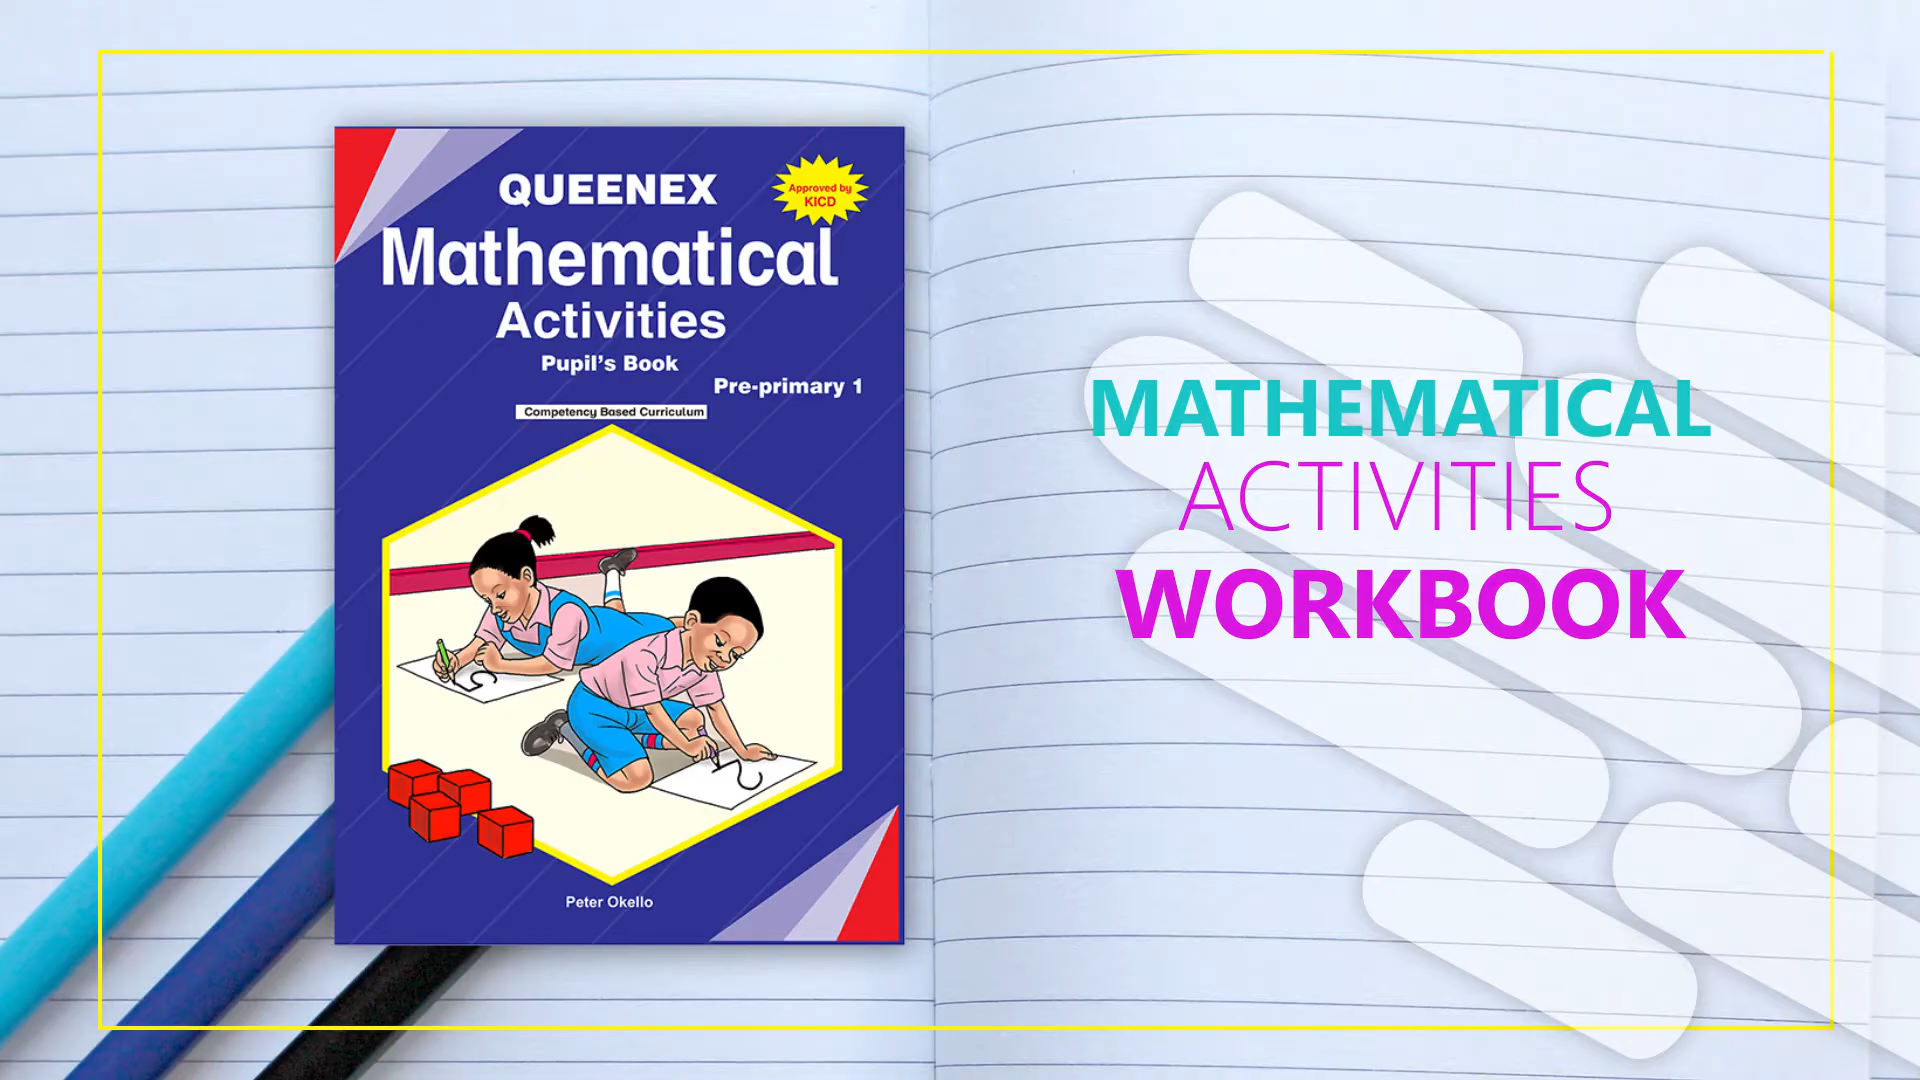 QUEENEX
Approved by
KICD
Mathematical
Activities
Pupil's Book
Pre-primary 1
Competency Based Curriculum
Peter Okello
MATHEMATICAL
ACTIVITIES
WORKBOOK